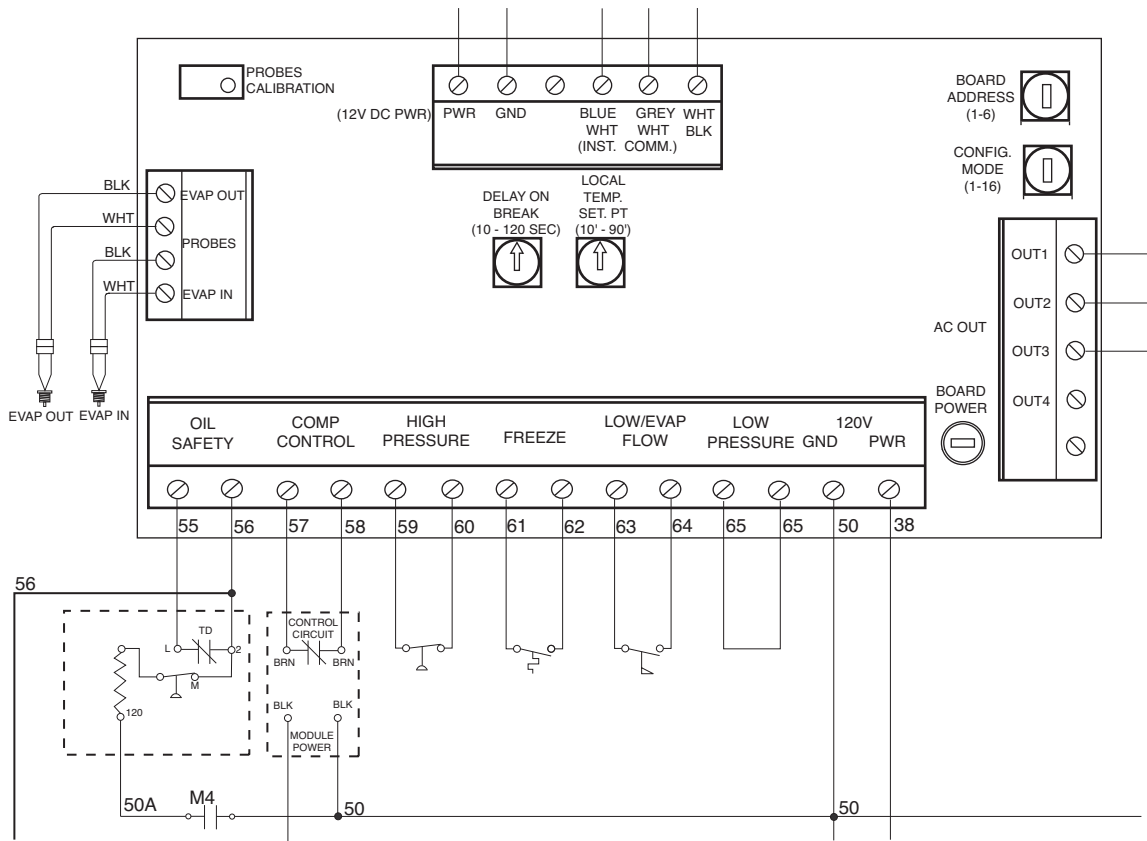 PROBES
CALIBRATION
(12V DC PWR)
PWR
GND
BLUE
WHT
(INST.
GREY
WHT
COMM.)
WHT
BLK
BOARD
ADDRESS
(1-6)
CONFIG.
MODE
(1-16)
DELAY ON
BREAK
(10 - 120 SEC)
LOCAL
TEMP.
SET. PT
(10' - 90')
BLK
WHT
BLK
WHT
EVAP OUT
PROBES
EVAP IN
EVAP OUT
EVAP IN
OUT1
OUT2
AC OUT
OUT3
OUT4
BOARD
POWER
OIL
SAFETY
COMP
CONTROL
HIGH
PRESSURE
FREEZE
LOW/EVAP
FLOW
LOW
PRESSURE
120V
GND
PWR
55
56
57
58
59
60
61
62
63
64
65
65
50
38
56
TD
L
2
M
120
CONTROL
CIRCUIT
BRN
BRN
BLK
BLK
MODULE
POWER
50A
M4
50
50